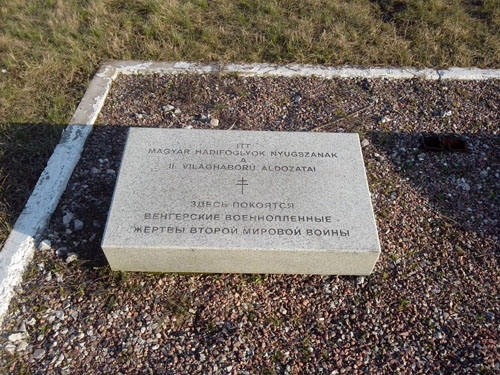 ITT
MAGYAR HADIFOGLYOK NYUGSZANAK
A
II. VILÁGHÁBORÚ ÁLDOZATAI
ЗДЕСЬ ПОКОЯТСЯ
ВЕНГЕРСКИЕ ВОЕННОПЛЕННЫЕ -
ЖЕРТВЫ ВТОРОЙ МИРОВОЙ ВОЙНЫ